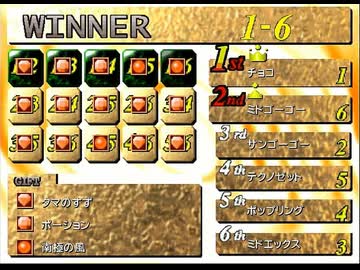 WINNER
1-6
1st チョコ 1
2nd ミドゴーゴー 6
3rd サンゴーゴー 2
4th テクノゼット 5
5th ポップリング 4
6th ミドエックス 3
GIFT
タマのすず
ポーション
南極の風